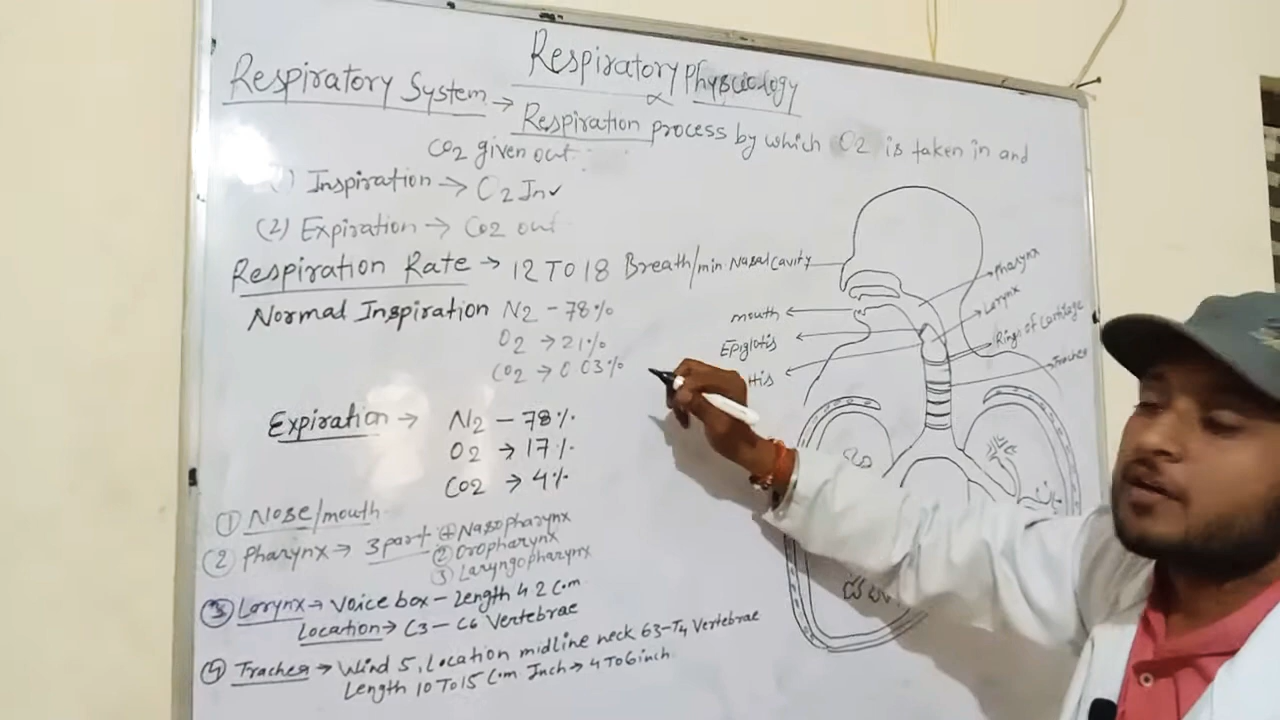 Respiratory Physciology
Respiratory System →
Respiration process by which O2 is taken in and
CO2 given out
(1) Inspiration → O2 In✓
(2) Expiration → CO2 out
Respiration Rate → 12 TO 18 Breath/min
Normal Inspiration N2 - 78%
O2 → 21%
CO2 → 0.03%
Expiration → N2 - 78%
O2 → 17%
CO2 → 4%
① Nose/mouth
② Pharynx → 3 part ① Nasopharynx
② Oropharynx
③ Laryngopharynx
③ Larynx → Voice box - Length 4.2 Cm
Location → C3 - C6 Vertebrae
④ Trachea → Wind 5, Location midline neck 63-T4 Vertebrae
Length 10 To 15 Cm Inch → 4 To 6 inch
Nasal Cavity
mouth
Epiglotis
Pharynx
Larynx
Rings of Cartilage
Trachea